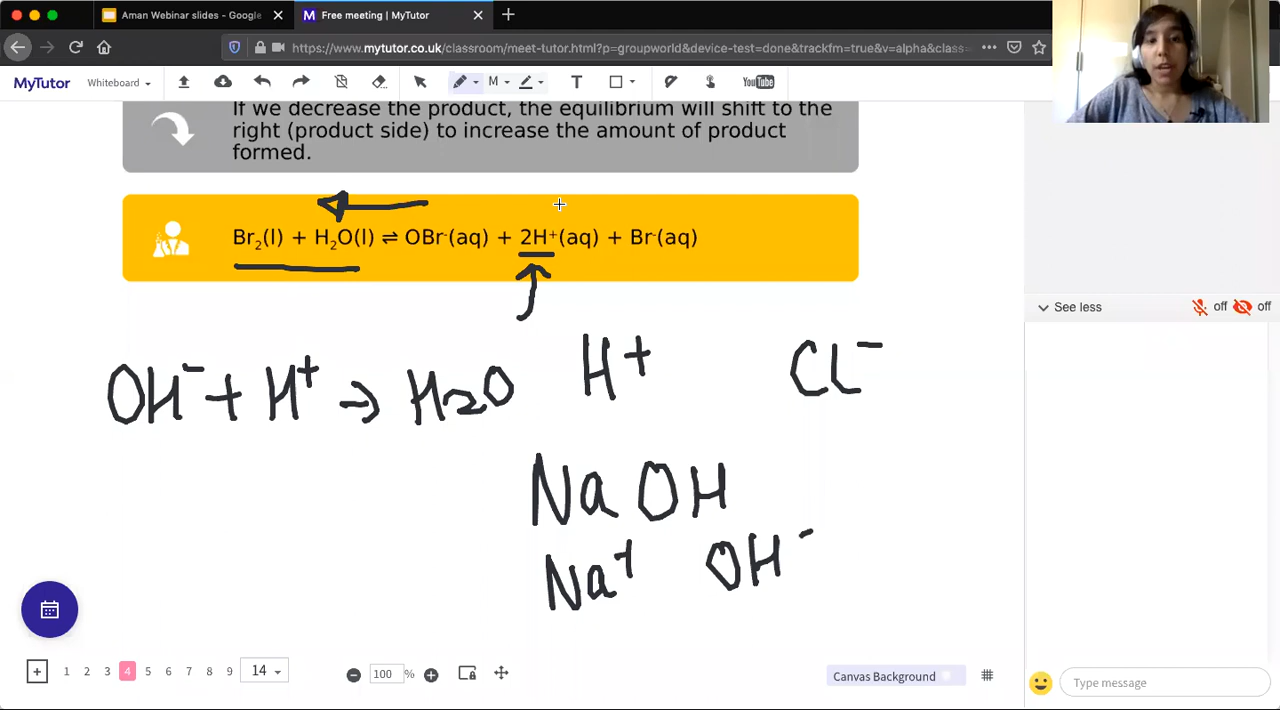 Aman Webinar slides - Google
Free meeting | MyTutor
https://www.mytutor.co.uk/classroom/meet-tutor.html?p=groupworld&device-test=done&trackfm=true&v=alpha&class=
MyTutor
Whiteboard
M
T
YouTube
If we decrease the product, the equilibrium will shift to the
right (product side) to increase the amount of product
formed.
Br₂(l) + H₂O(l) ⇌ OBr⁻(aq) + 2H⁺(aq) + Br⁻(aq)
See less
off
off
OH⁻ + H⁺ → H2O
H⁺
Cl⁻
NaOH
Na⁺ OH⁻
+ 1 2 3 4 5 6 7 8 9 14
100 %
Canvas Background
Type message